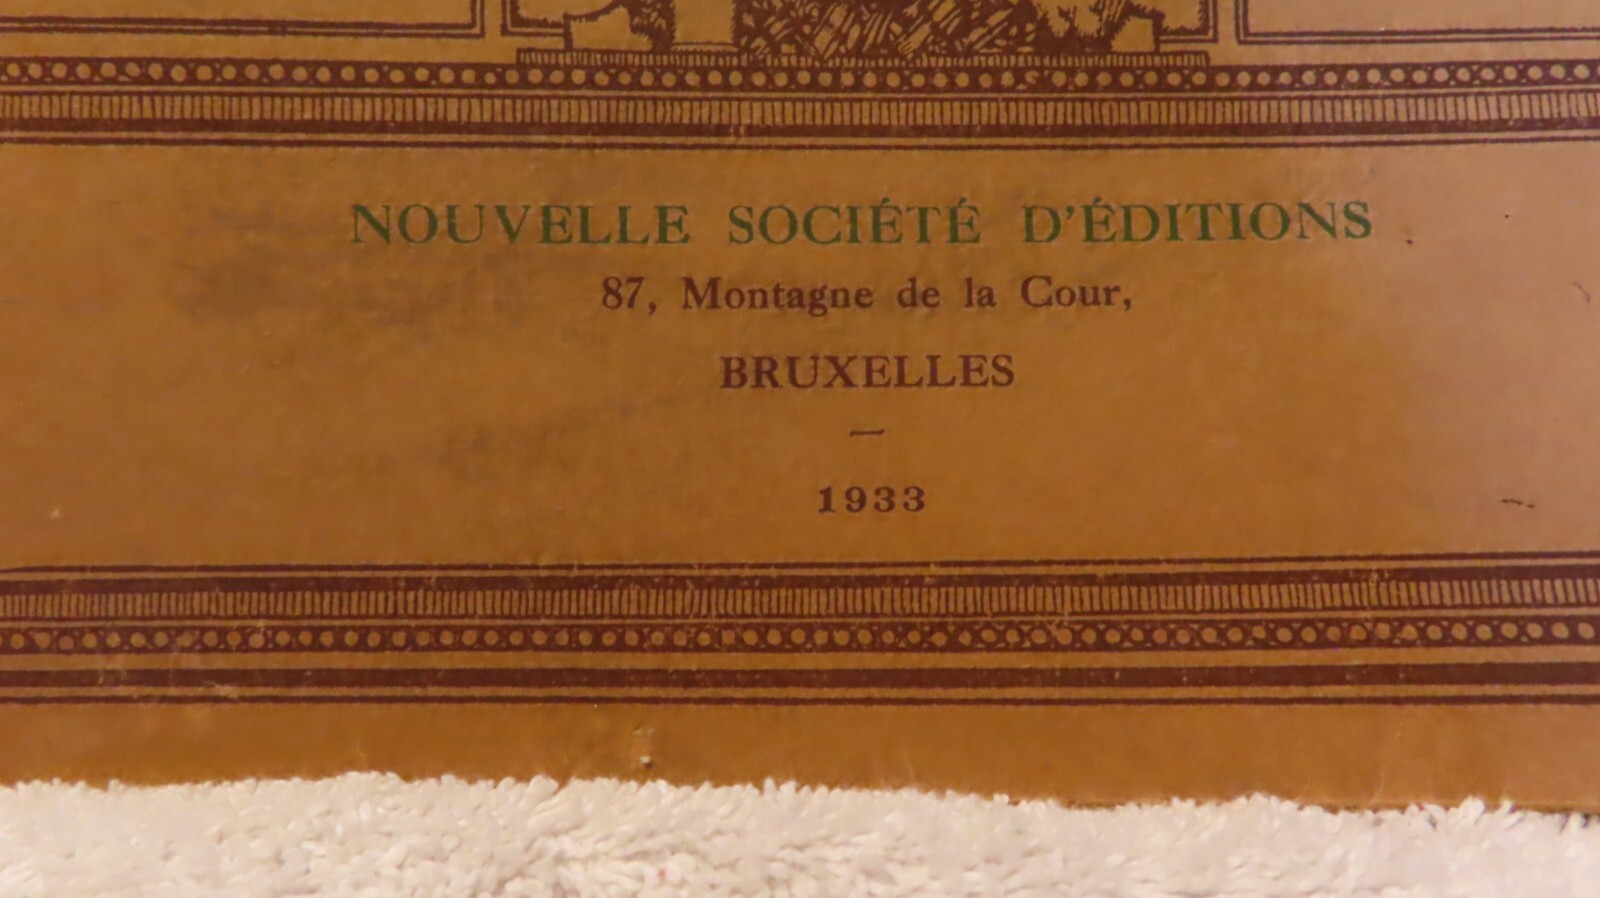 NOUVELLE SOCIÉTÉ D'ÉDITIONS
87, Montagne de la Cour,
BRUXELLES
—
1933